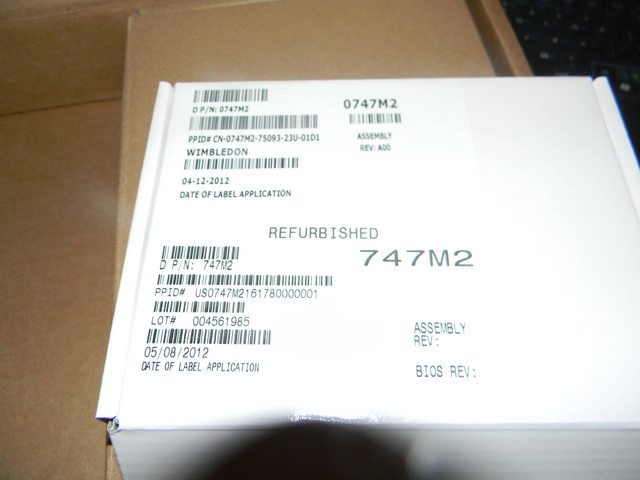 D P/N: 0747M2
0747M2
PPID# CN-0747M2-75093-23U-01D1
ASSEMBLY
REV: A00
WIMBLEDON
04-12-2012
DATE OF LABEL APPLICATION
REFURBISHED
D P/N: 747M2
747M2
PPID# US0747M2161780000001
LOT# 004561985
ASSEMBLY
REV:
05/08/2012
DATE OF LABEL APPLICATION
BIOS REV: